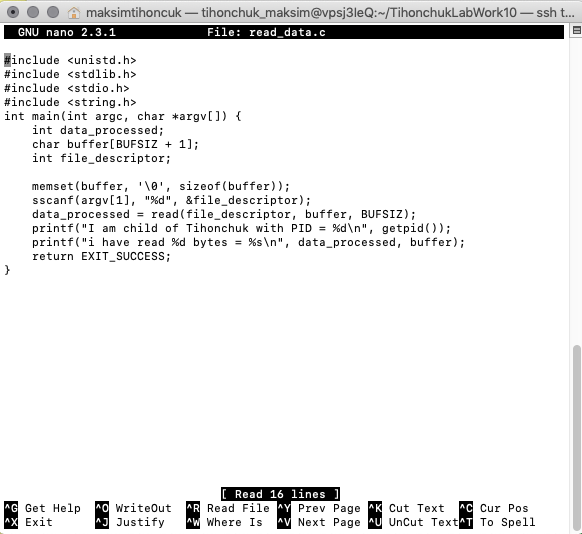 maksimtihoncuk — tihonchuk_maksim@vpsj3leQ:~/TihonchukLabWork10 — ssh t...
GNU nano 2.3.1 File: read_data.c
#include <unistd.h>
#include <stdlib.h>
#include <stdio.h>
#include <string.h>
int main(int argc, char *argv[]) {
    int data_processed;
    char buffer[BUFSIZ + 1];
    int file_descriptor;

    memset(buffer, '\0', sizeof(buffer));
    sscanf(argv[1], "%d", &file_descriptor);
    data_processed = read(file_descriptor, buffer, BUFSIZ);
    printf("I am child of Tihonchuk with PID = %d\n", getpid());
    printf("i have read %d bytes = %s\n", data_processed, buffer);
    return EXIT_SUCCESS;
}
[ Read 16 lines ]
^G Get Help ^O WriteOut ^R Read File ^Y Prev Page ^K Cut Text ^C Cur Pos
^X Exit ^J Justify ^W Where Is ^V Next Page ^U UnCut Text ^T To Spell